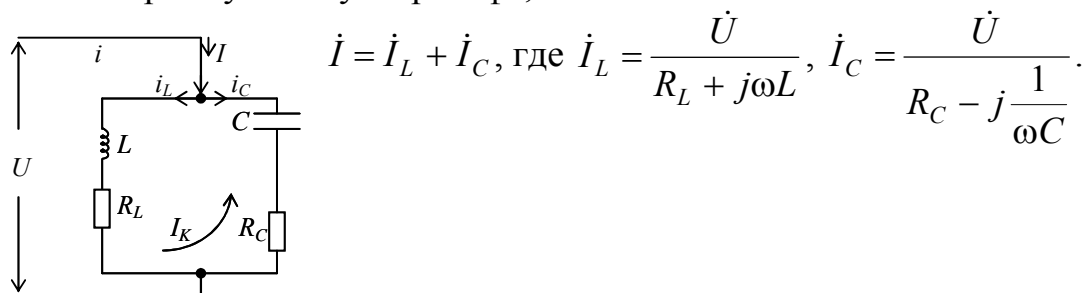 İ = İ_L + İ_C, где İ_L = U̇ / (R_L + jωL), İ_C = U̇ / (R_C − j 1/(ωC)).
i
I
i_L
i_C
C
L
U
R_L
I_K
R_C